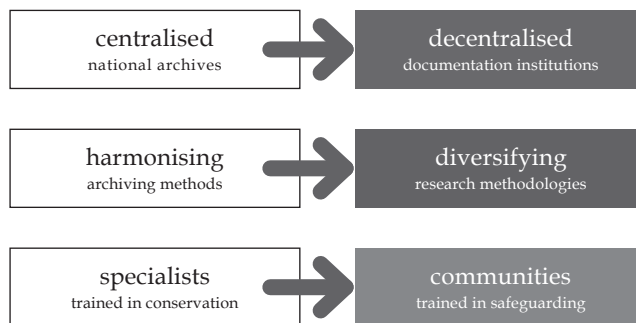 centralised
national archives
decentralised
documentation institutions
harmonising
archiving methods
diversifying
research methodologies
specialists
trained in conservation
communities
trained in safeguarding